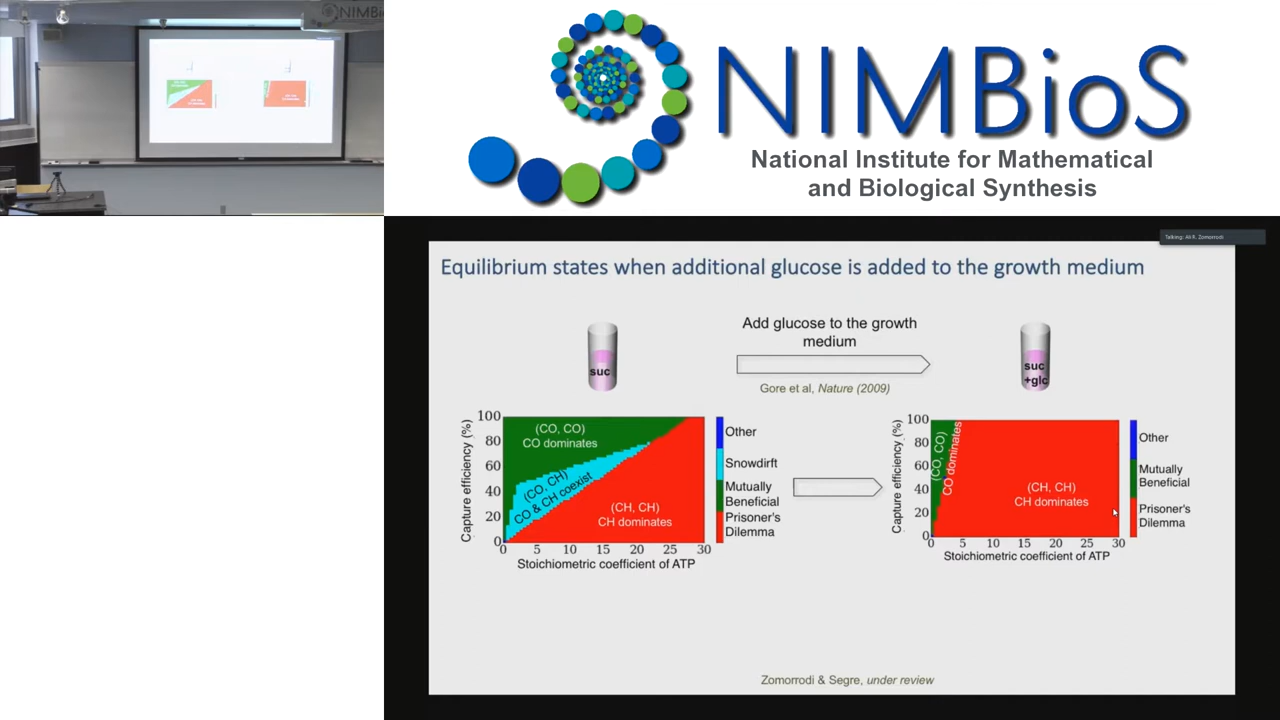 NIMBioS
National Institute for Mathematical
and Biological Synthesis
Talking: Ali R. Zomorrodi
Equilibrium states when additional glucose is added to the growth medium
Add glucose to the growth
medium
Gore et al, Nature (2009)
suc
suc
+glc
Capture efficiency (%)
100
80
60
40
20
0
(CO, CO)
CO dominates
(CO, CH)
CO & CH coexist
(CH, CH)
CH dominates
0 5 10 15 20 25 30
Stoichiometric coefficient of ATP
Other
Snowdirft
Mutually
Beneficial
Prisoner's
Dilemma
Capture efficiency (%)
100
80
60
40
20
0
(CO, CO)
CO dominates
(CH, CH)
CH dominates
0 5 10 15 20 25 30
Stoichiometric coefficient of ATP
Other
Mutually
Beneficial
Prisoner's
Dilemma
Zomorrodi & Segre, under review